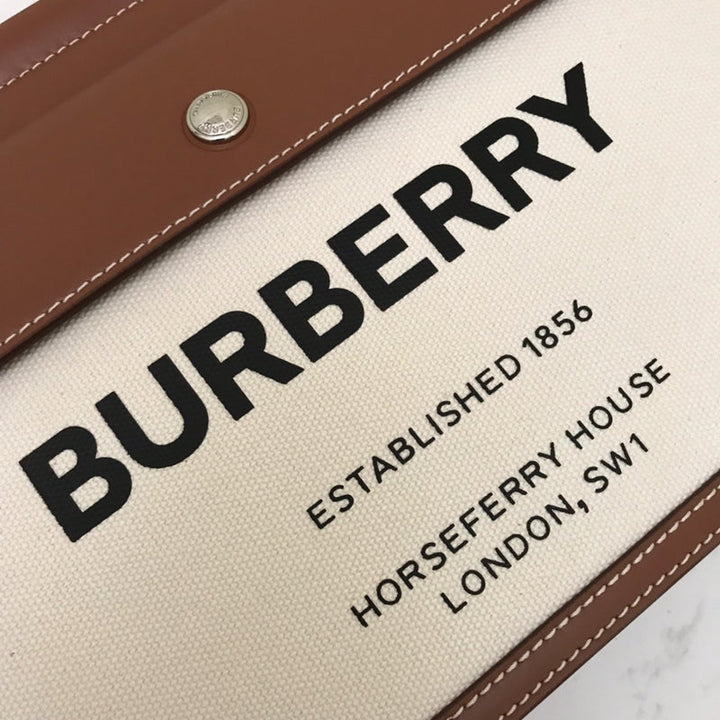 BURBERRY
ESTABLISHED 1856
HORSEFERRY HOUSE
LONDON, SW1